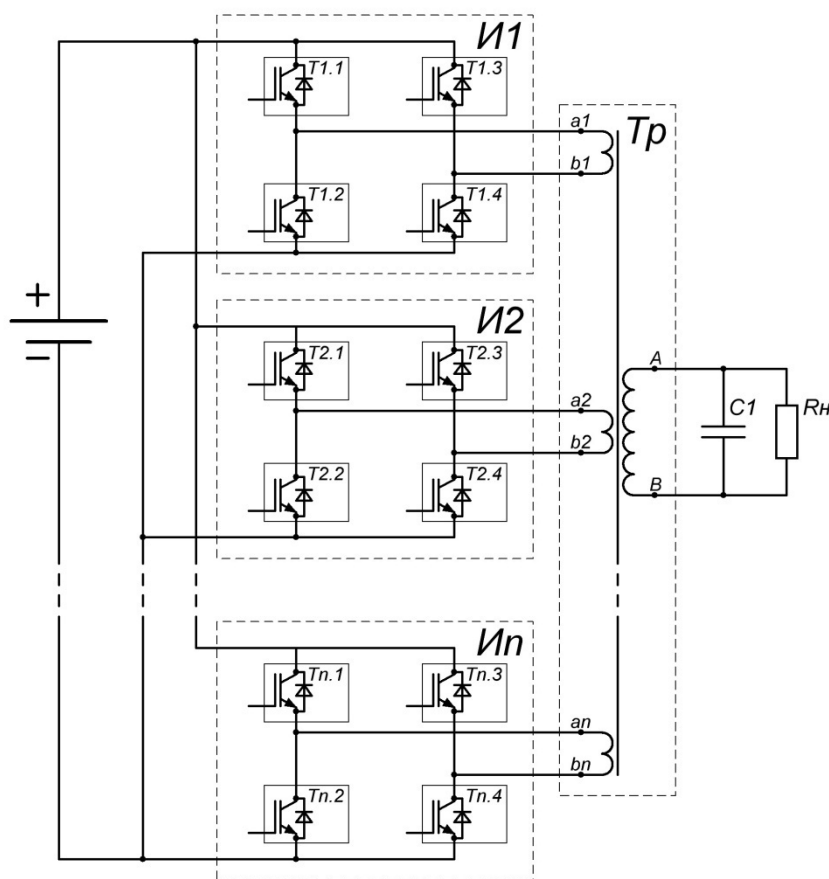 И1
T1.1
T1.3
a1
Tр
b1
T1.2
T1.4
+
−
И2
T2.1
T2.3
A
a2
C1
Rн
b2
T2.2
T2.4
B
Иn
Tn.1
Tn.3
an
bn
Tn.2
Tn.4